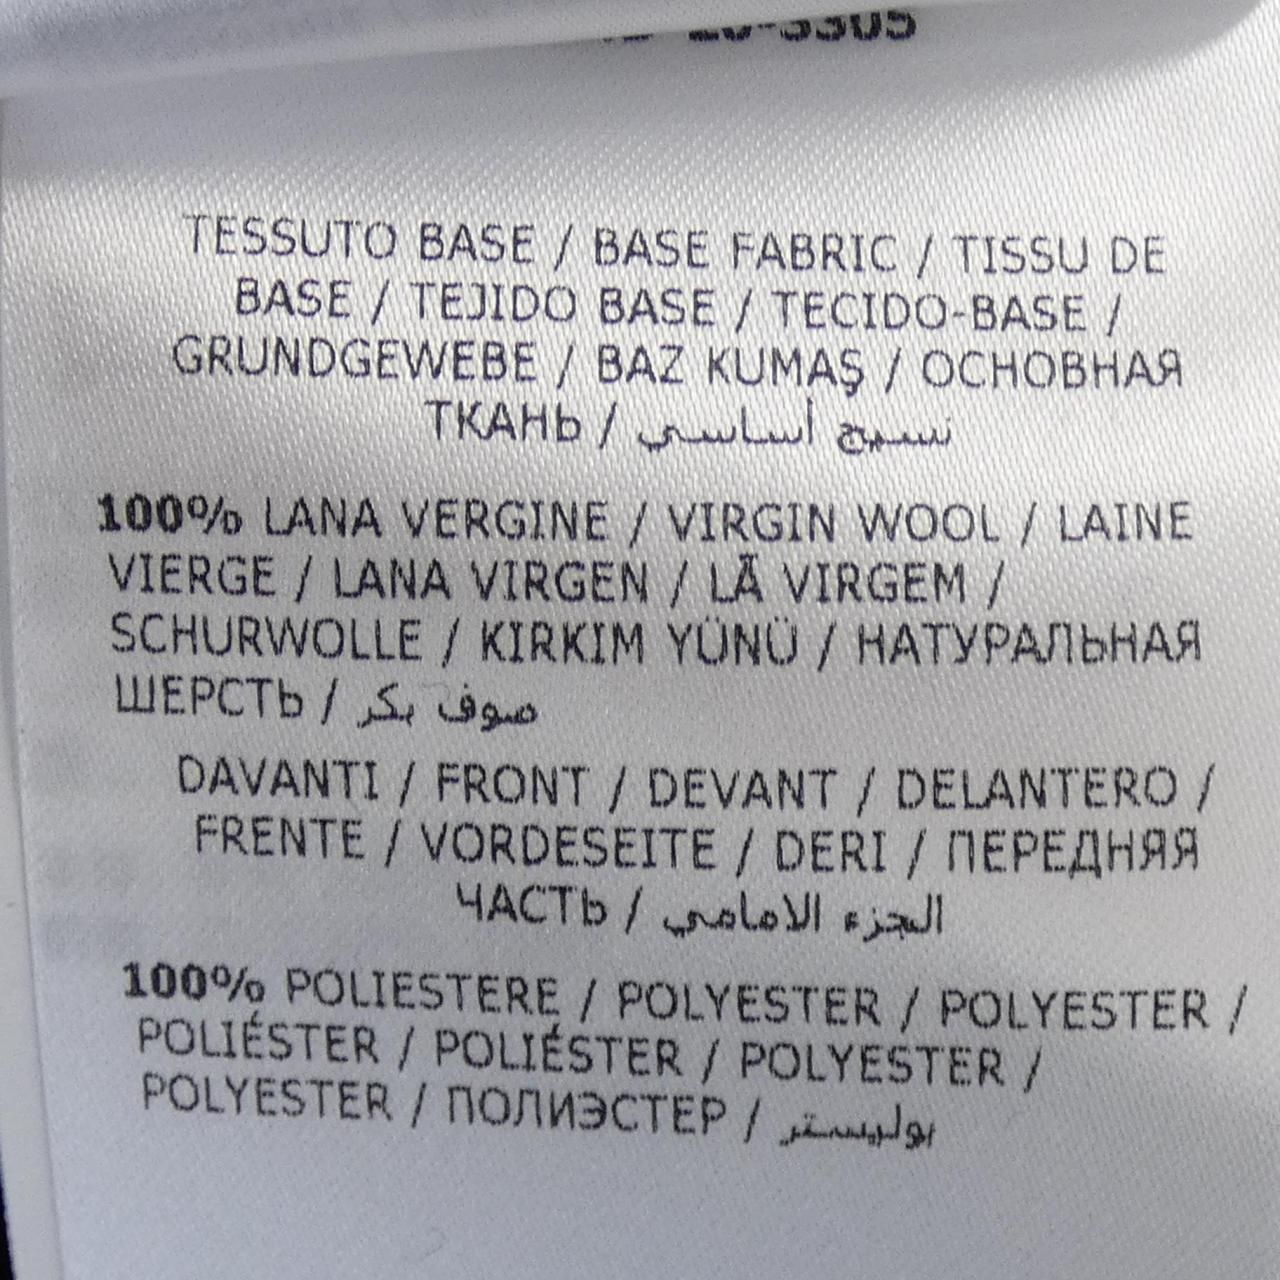 TESSUTO BASE / BASE FABRIC / TISSU DE
BASE / TEJIDO BASE / TECIDO-BASE /
GRUNDGEWEBE / BAZ KUMAŞ / ОСНОВНАЯ
ТКАНЬ / نسيج أساسي
100% LANA VERGINE / VIRGIN WOOL / LAINE
VIERGE / LANA VIRGEN / LÃ VIRGEM /
SCHURWOLLE / KIRKIM YÜNÜ / НАТУРАЛЬНАЯ
ШЕРСТЬ / صوف بكر
DAVANTI / FRONT / DEVANT / DELANTERO /
FRENTE / VORDESEITE / DERI / ПЕРЕДНЯЯ
ЧАСТЬ / الجزء الامامي
100% POLIESTERE / POLYESTER / POLYESTER /
POLIÉSTER / POLIÉSTER / POLYESTER /
POLYESTER / ПОЛИЭСТЕР / بوليستر